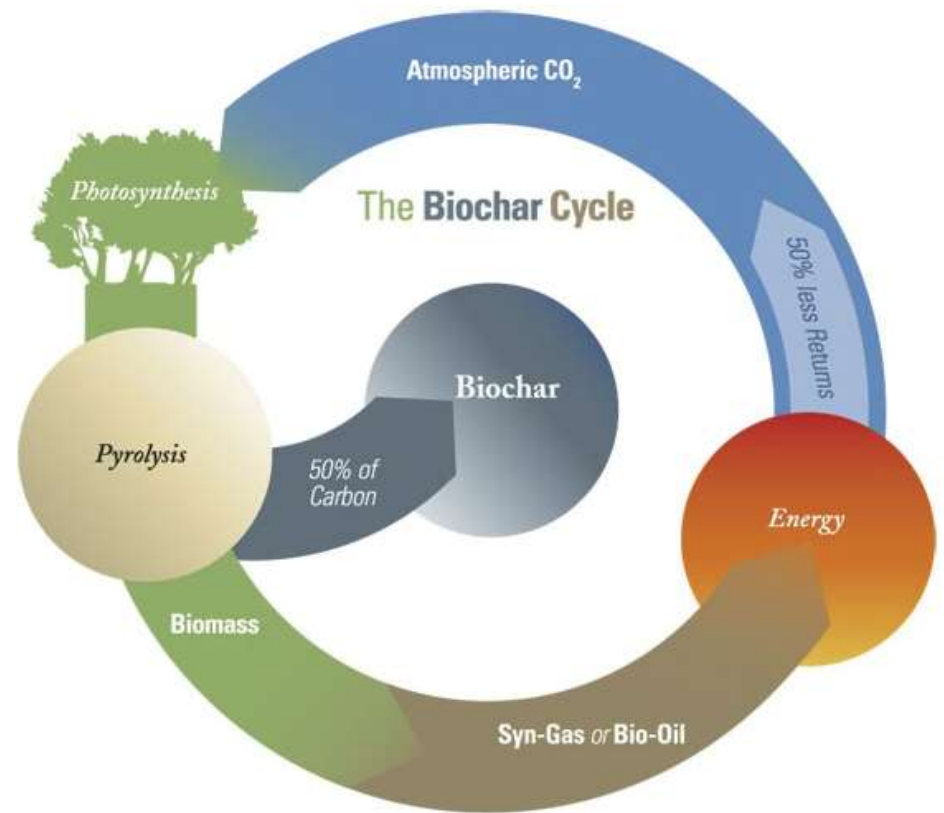 Atmospheric CO₂
Photosynthesis
The Biochar Cycle
50% less Returns
Biochar
Pyrolysis
50% of
Carbon
Energy
Biomass
Syn-Gas or Bio-Oil